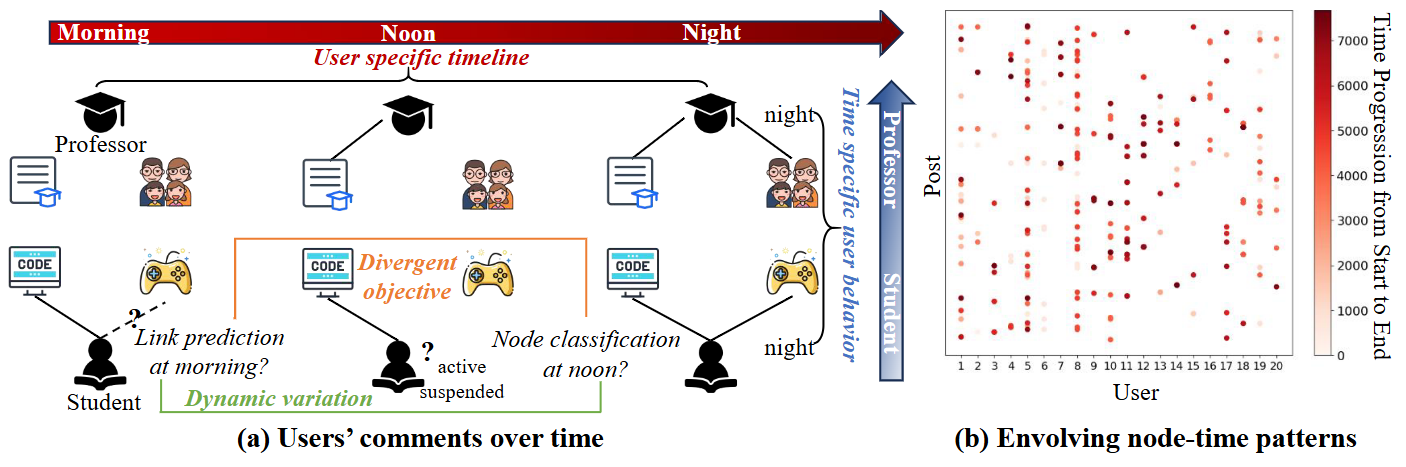 Morning
Noon
Night
User specific timeline
Professor
night
CODE
CODE
CODE
Divergent
objective
?
Link prediction
at morning?
?
active
suspended
Node classification
at noon?
night
Student
Dynamic variation
Time specific user behavior
Professor
Student
(a) Users’ comments over time
Post
1 2 3 4 5 6 7 8 9 10 11 12 13 14 15 16 17 18 19 20
User
7000
6000
5000
4000
3000
2000
1000
0
Time Progression from Start to End
(b) Envolving node-time patterns